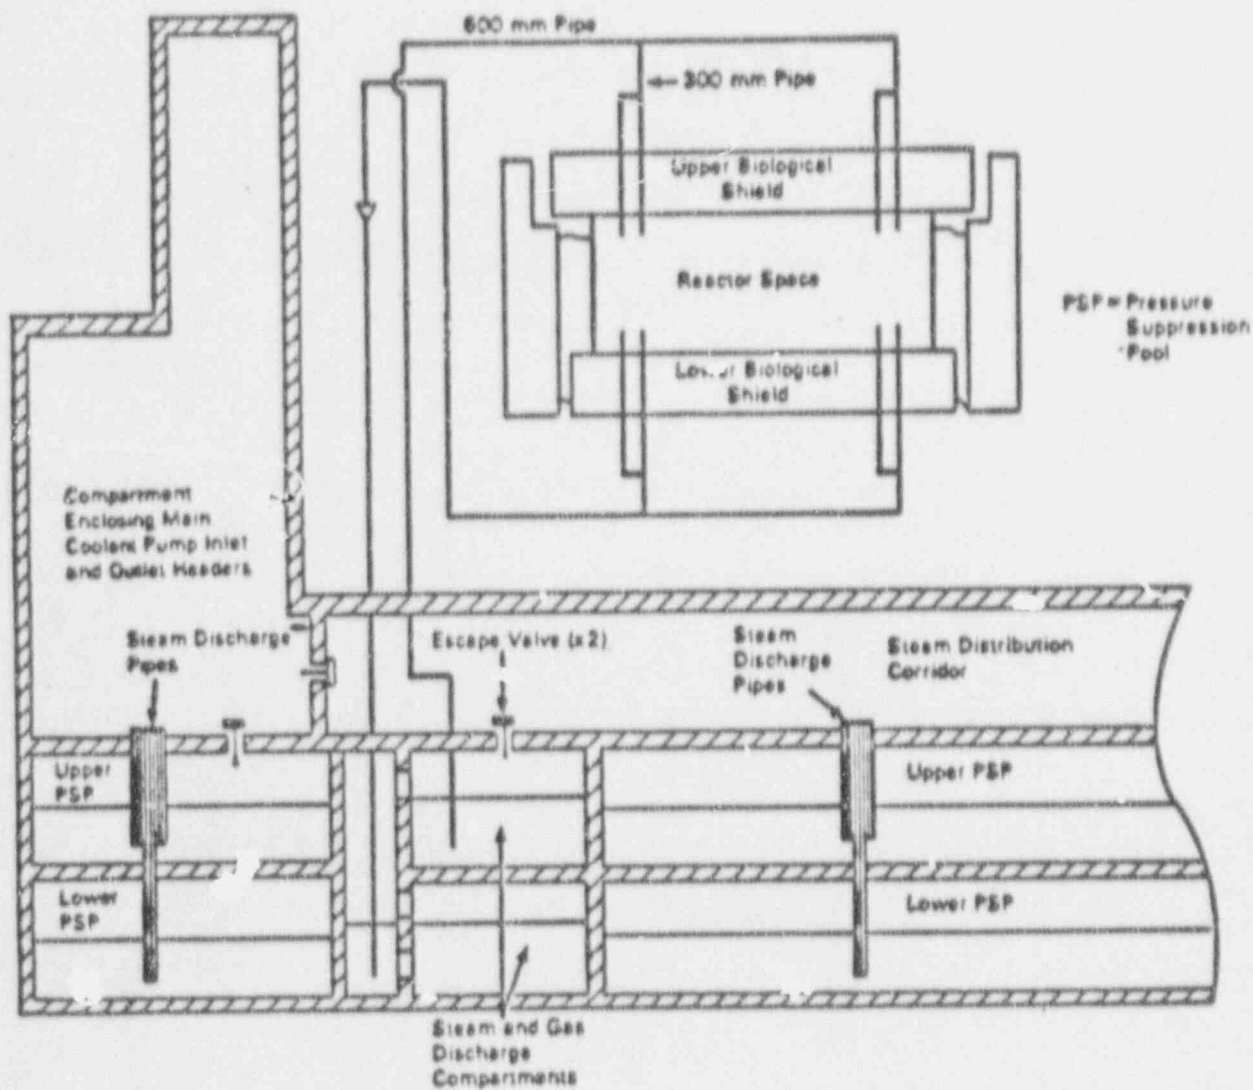 600 mm Pipe
300 mm Pipe
Upper Biological
Shield
Reactor Space
PSP = Pressure
Suppression
Pool
Lower Biological
Shield
Compartment
Enclosing Main
Coolant Pump Inlet
and Outlet Headers
Steam Discharge
Pipes
Escape Valve (x2)
Steam
Discharge
Pipes
Steam Distribution
Corridor
Upper
PSP
Upper PSP
Lower
PSP
Lower PSP
Steam and Gas
Discharge
Compartments